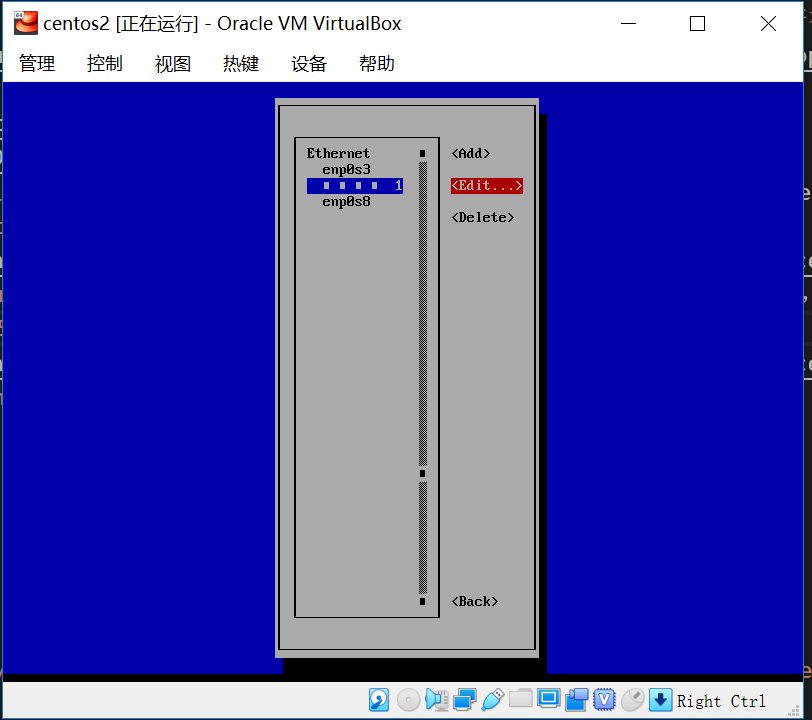 centos2 [正在运行] - Oracle VM VirtualBox
管理 控制 视图 热键 设备 帮助
Ethernet
<Add>
enp0s3
1
<Edit...>
enp0s8
<Delete>
<Back>
Right Ctrl